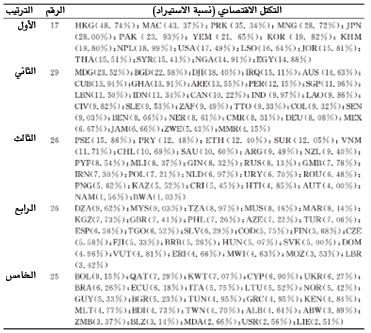 الترتيب الرقم التكتل الاقتصادي (نسبة الاستيراد)
الأول 17 HKG(48, 74%), MAC(43, 37%), PRK(35, 34%), MNG(28, 72%), JPN
(28, 00%), PAK(23, 93%), YEM(21, 65%), KOR(19, 82%), KHM
(19, 80%), NPL(18, 99%), USA(17, 49%), LSO(16, 64%), JOR(15, 81%),
THA(15, 51%), SYR(15, 41%), NGA(14, 91%), EGY(14, 88%)
الثاني 29 MDG(23, 52%), BGD(22, 58%), DJI(18, 40%), IRQ(15, 11%), AUS(14, 63%),
CUB(13, 94%), GHA(13, 91%), ARE(13, 55%), PER(12, 15%), SGP(11, 96%),
LBN(11, 50%), IDN(11, 34%), CAN(10, 22%), IND(9, 97%), LAO(9, 86%),
CIV(9, 82%), SLE(9, 53%), ZAF(9, 49%), TTO(9, 33%), COL(9, 32%), SEN
(9, 03%), BEN(8, 66%), NER(8, 61%), CMR(8, 31%), DEU(8, 08%), MEX
(6, 67%), JAM(6, 66%), ZWE(5, 43%), MMR(4, 15%)
الثالث 26 PSE(15, 86%), PRY(12, 48%), ETH(12, 40%), SUR(12, 05%), VNM
(11, 71%), CHL(10, 69%), SAU(10, 60%), ARG(9, 48%), NZL(9, 40%),
PYF(8, 54%), MLI(8, 37%), GIN(8, 32%), RUS(8, 13%), GMB(7, 78%),
IRN(7, 30%), POL(7, 21%), NLD(6, 97%), URY(6, 70%), ROU(6, 48%),
PNG(5, 62%), KAZ(5, 52%), CRI(5, 45%), HTI(4, 85%), AUT(4, 00%),
NAM(1, 56%), BWA(1, 03%)
الرابع 26 DZA(9, 62%), MYS(9, 03%), TZA(8, 97%), MUS(8, 16%), MAR(8, 14%),
KGZ(7, 73%), GBR(7, 41%), PHL(7, 26%), AZE(7, 22%), TUR(7, 06%),
ESP(6, 56%), TGO(6, 52%), SLV(6, 29%), COD(5, 75%), FIN(5, 68%), CZE
(5, 58%), FJI(5, 33%), BRB(5, 26%), HUN(5, 07%), SVK(5, 00%), DOM
(4, 96%), VUT(4, 81%), ERI(4, 66%), MWI(4, 63%), MOZ(3, 53%), LBR
(3, 42%)
الخامس 25 BOL(9, 15%), QAT(7, 29%), KWT(7, 07%), CYP(6, 90%), UKR(6, 27%),
BRA(6, 26%), ECU(6, 18%), ITA(5, 75%), LTU(5, 52%), NOR(5, 42%),
GUY(5, 33%), BGR(5, 23%), TUN(4, 95%), GRC(4, 95%), KEN(4, 84%),
MLT(4, 77%), BDI(4, 73%), TWN(4, 70%), ALB(4, 64%), ABW(3, 89%),
ZMB(3, 37%), BLZ(3, 14%), MDA(2, 66%), USR(2, 56%), LIE(2, 51%)